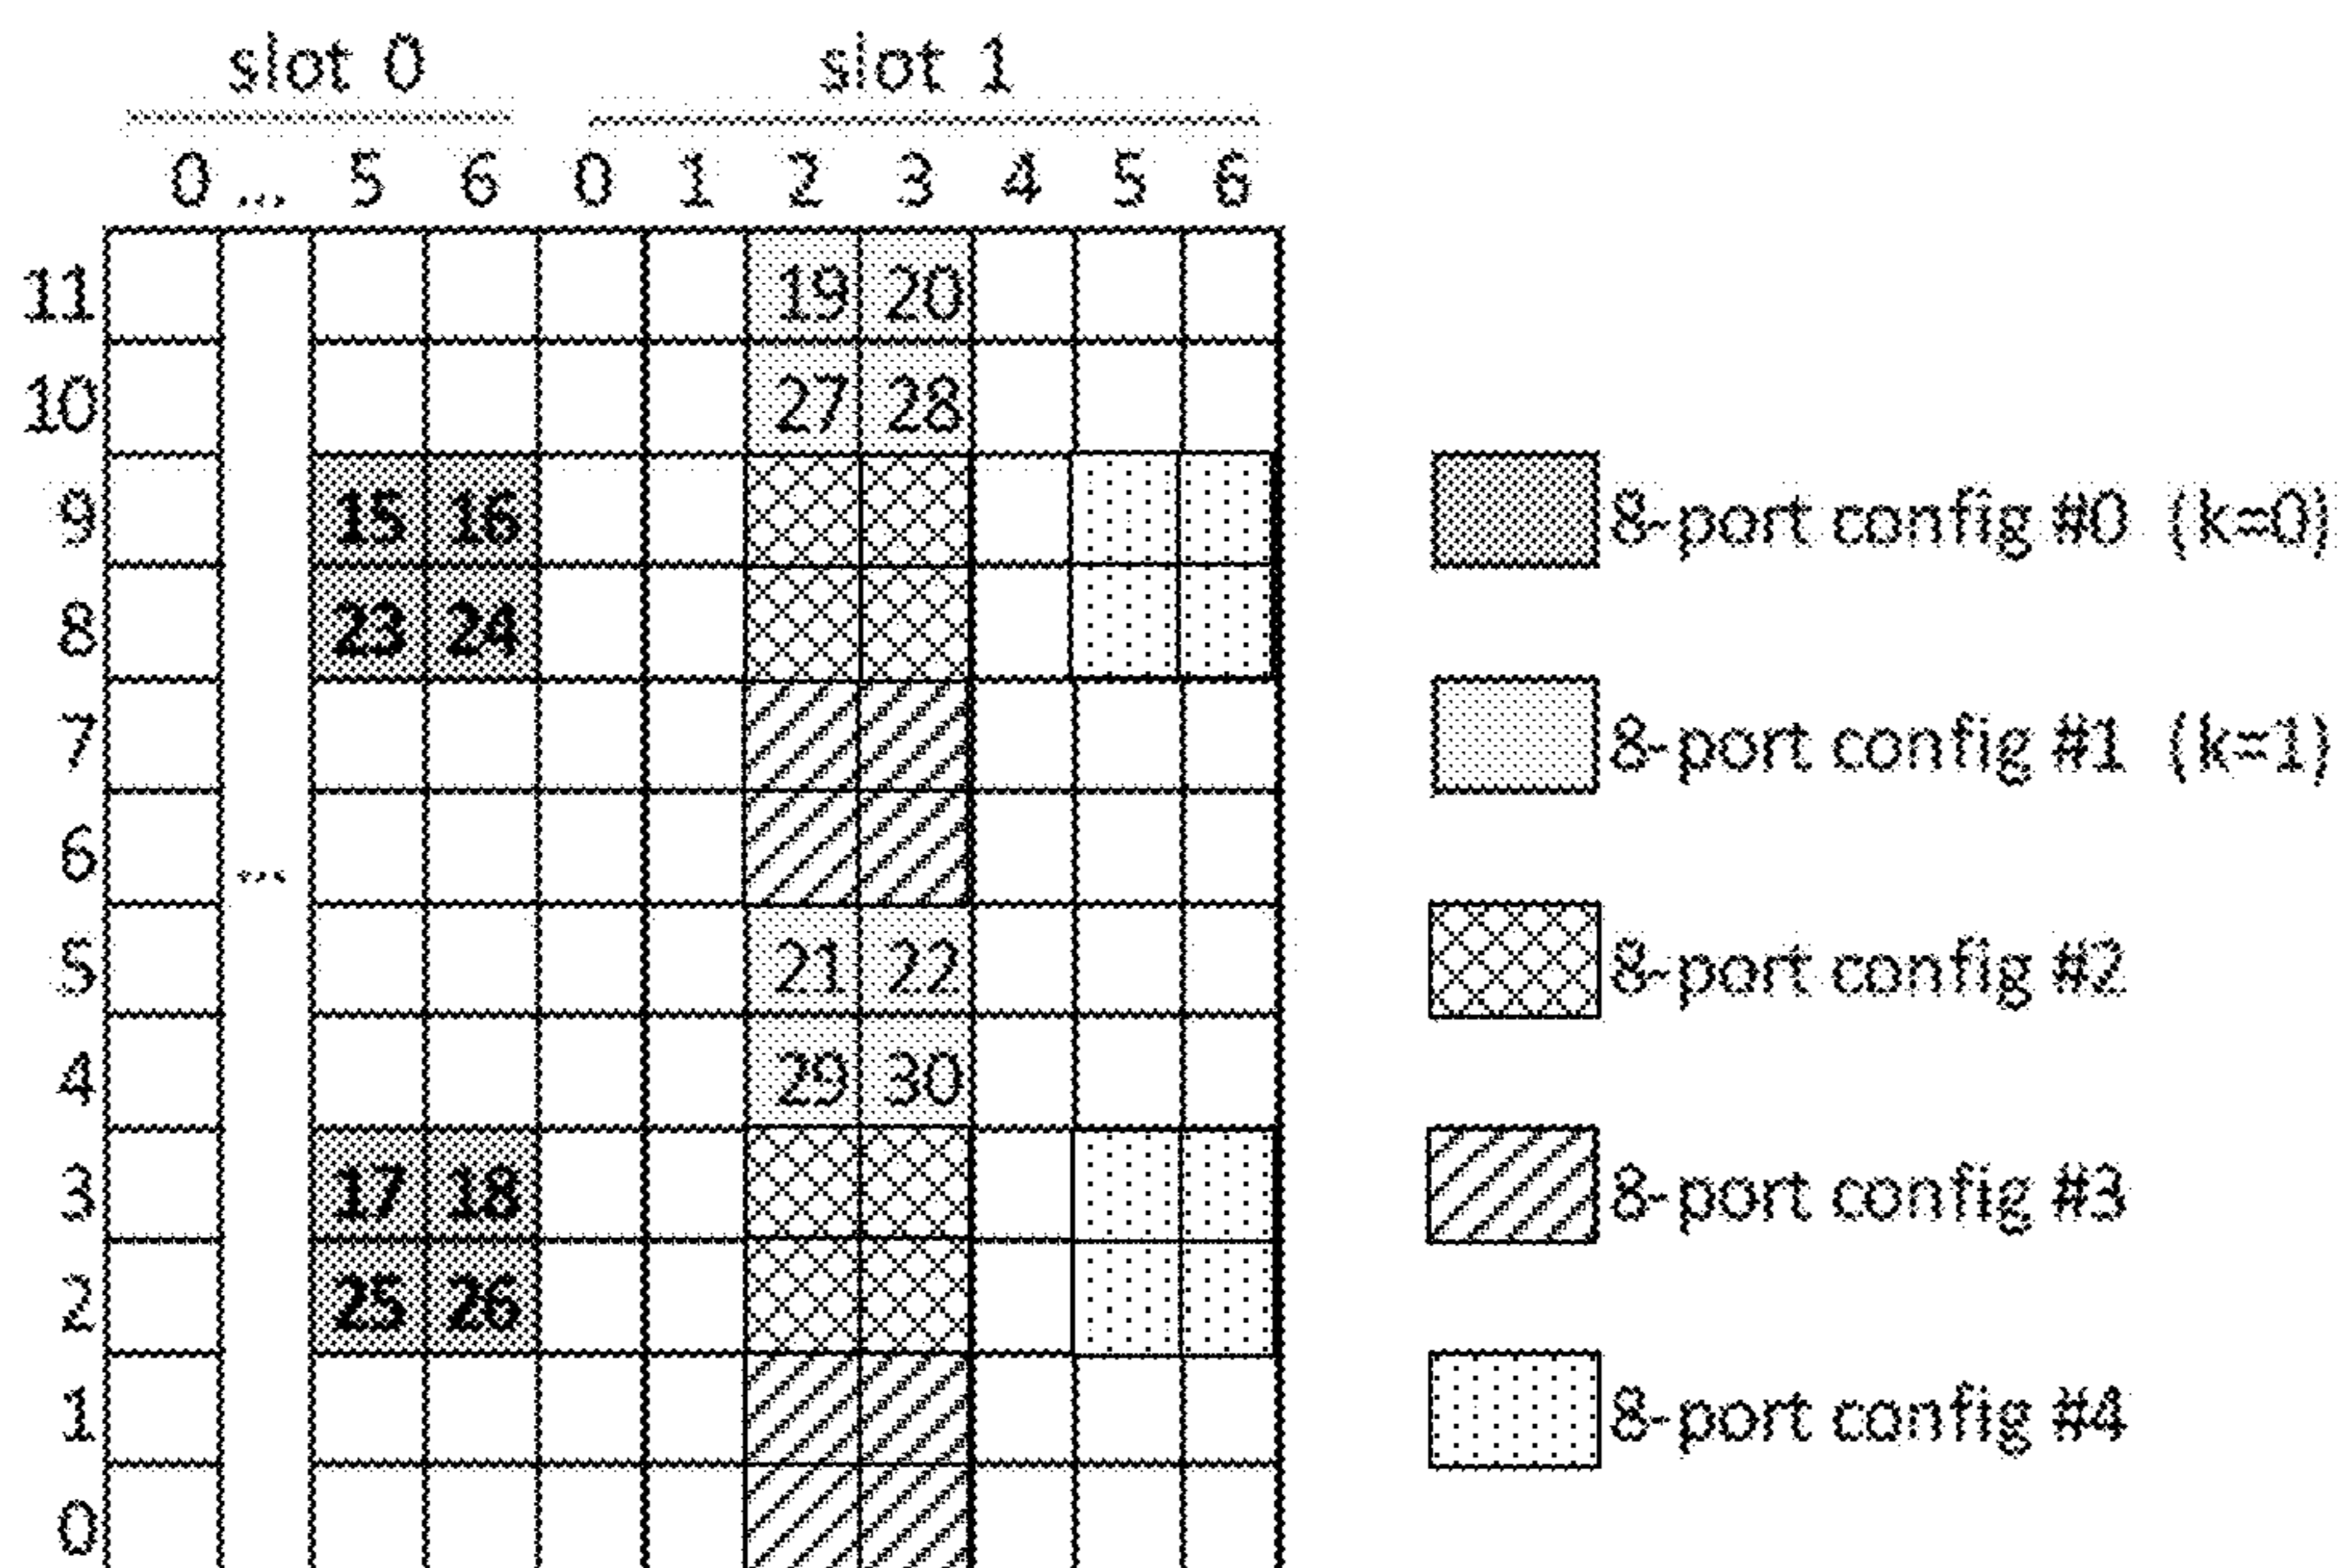 slot 0 slot 1
0 ... 5 6 0 1 2 3 4 5 6
11 19 20
10 27 28
9 15 16 8-port config #0 (k=0)
8 23 24
7 8-port config #1 (k=1)
6 ...
5 21 22 8-port config #2
4 29 30
3 17 18 8-port config #3
2 25 26
1 8-port config #4
0